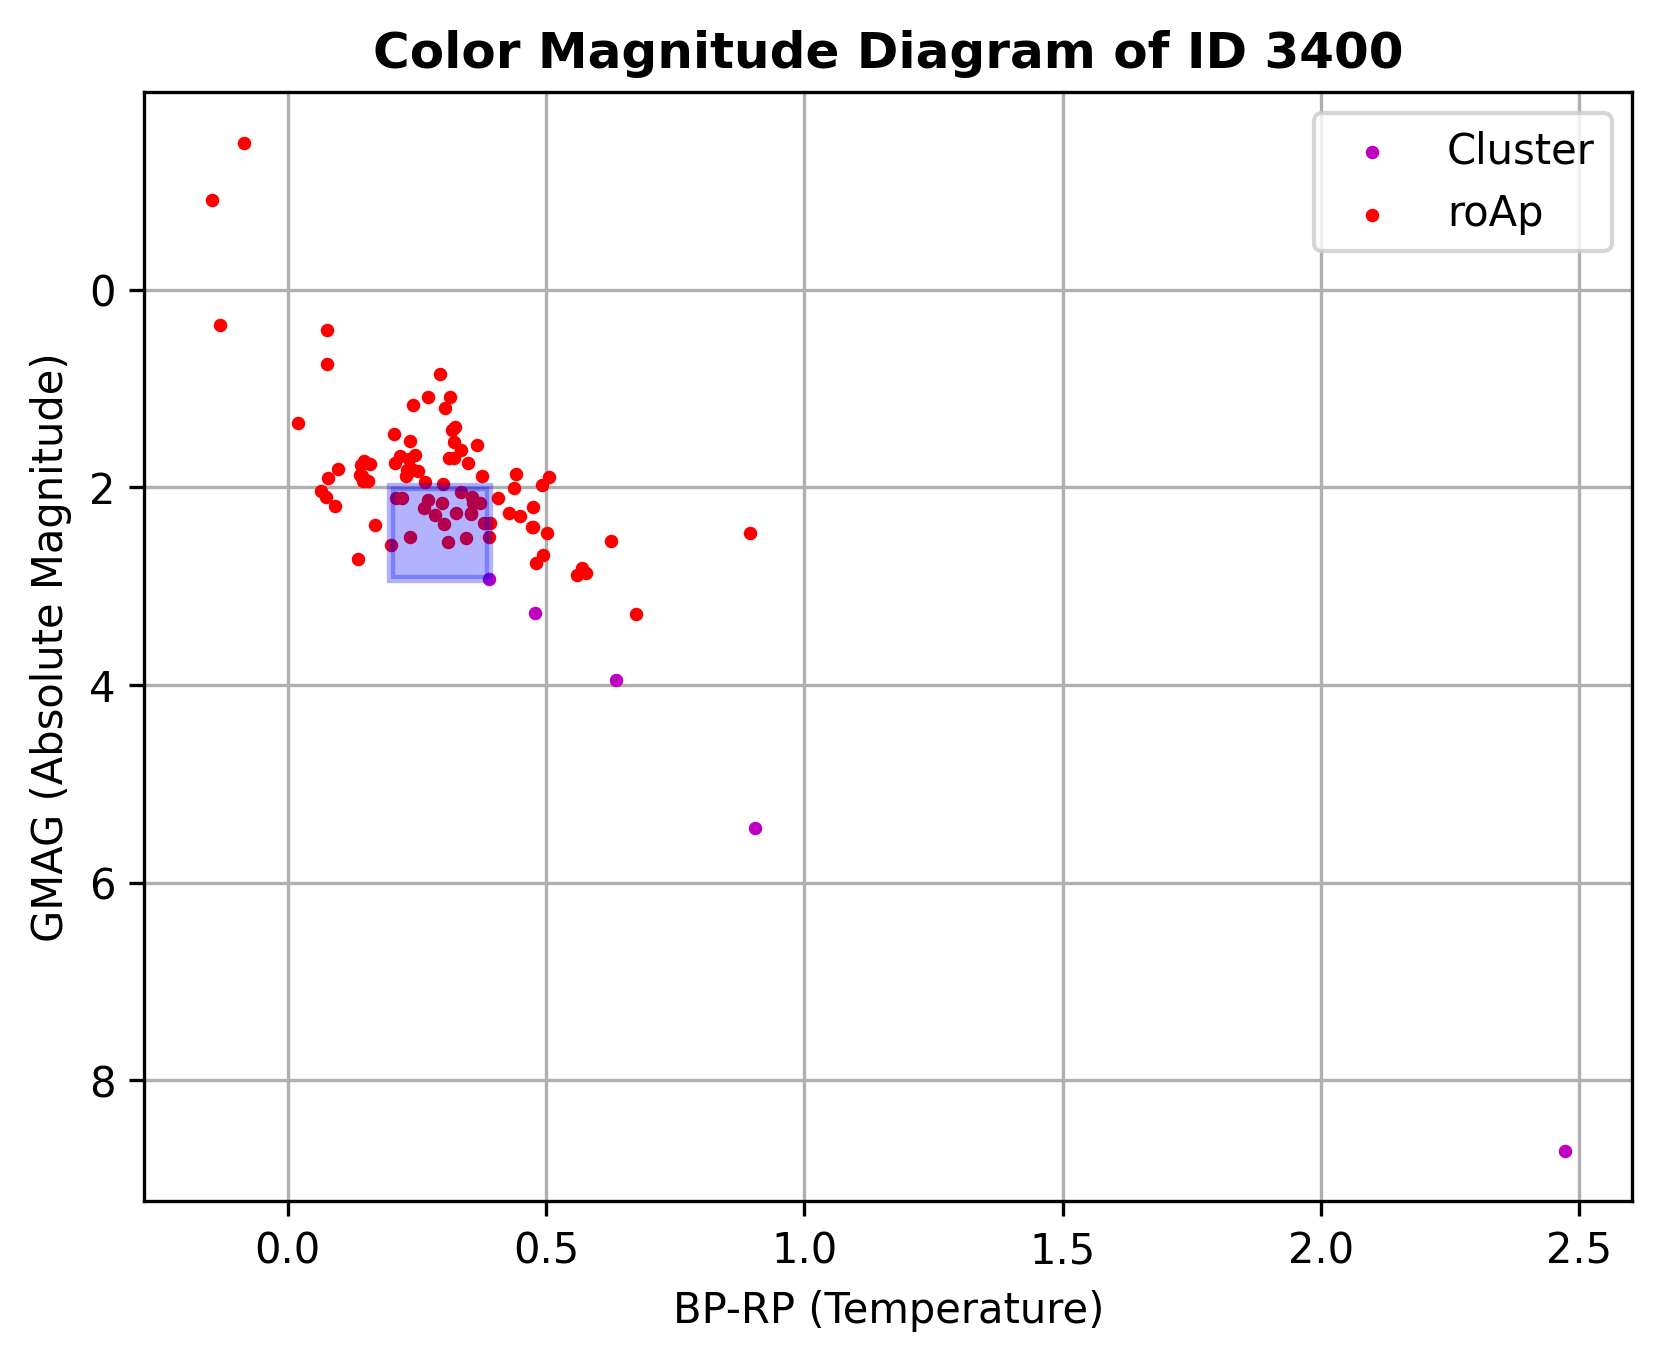 Color Magnitude Diagram of ID 3400
Cluster
roAp
GMAG (Absolute Magnitude)
0
2
4
6
8
0.0 0.5 1.0 1.5 2.0 2.5
BP-RP (Temperature)